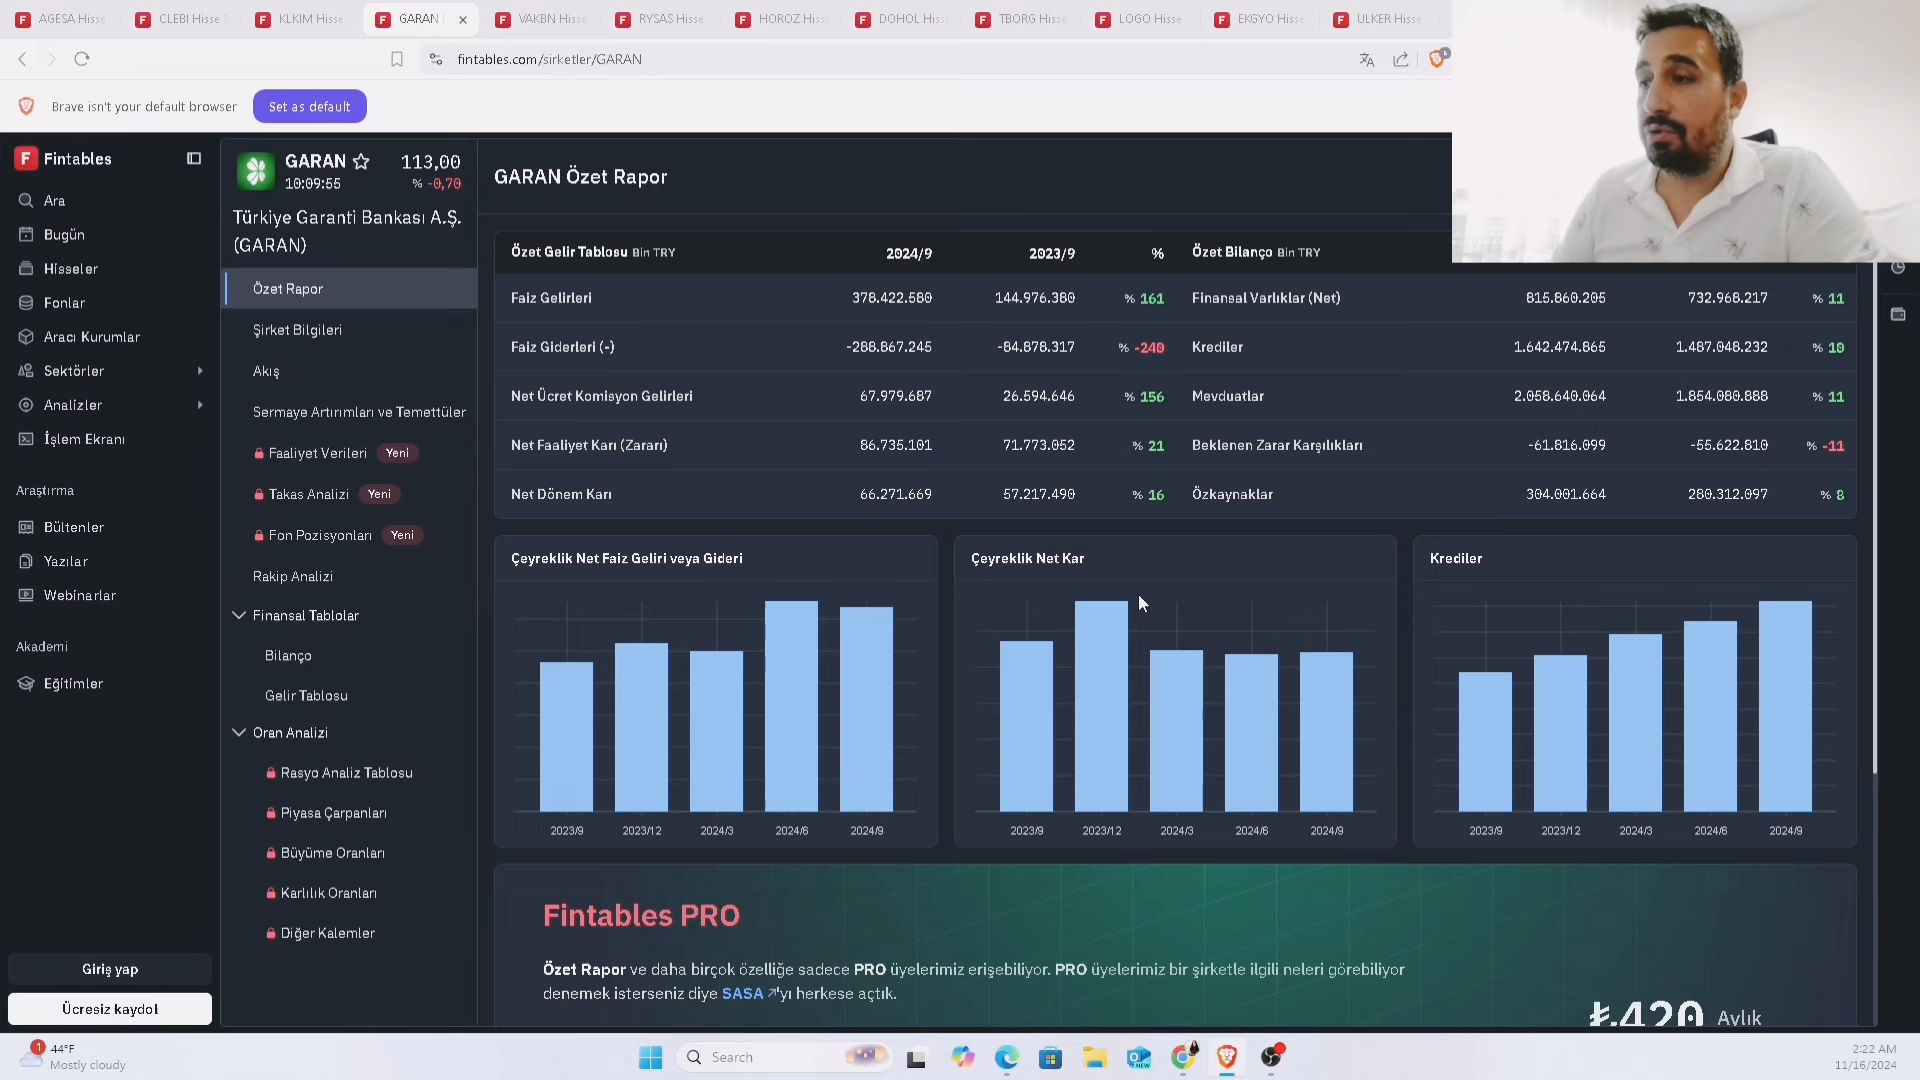 AGESA Hisse
CLEBI Hisse S
KLKIM Hisse
GARAN
VAKBN Hisse
RYSAS Hisse
HOROZ Hiss
DOHOL Hiss
TBORG Hisse
LOGO Hisse
EKGYO Hisse
ULKER Hisse
fintables.com/sirketler/GARAN
Brave isn't your default browser
Set as default
Fintables
Ara
Bugün
Hisseler
Fonlar
Aracı Kurumlar
Sektörler
Analizler
İşlem Ekranı
Araştırma
Bültenler
Yazılar
Webinarlar
Akademi
Eğitimler
Giriş yap
Ücresiz kaydol
GARAN 113,00
10:09:55 % -0,70
Türkiye Garanti Bankası A.Ş.
(GARAN)
Özet Rapor
Şirket Bilgileri
Akış
Sermaye Artırımları ve Temettüler
Faaliyet Verileri Yeni
Takas Analizi Yeni
Fon Pozisyonları Yeni
Rakip Analizi
Finansal Tablolar
Bilanço
Gelir Tablosu
Oran Analizi
Rasyo Analiz Tablosu
Piyasa Çarpanları
Büyüme Oranları
Karlılık Oranları
Diğer Kalemler
GARAN Özet Rapor
Özet Gelir Tablosu Bin TRY 2024/9 2023/9 %
Faiz Gelirleri 378.422.580 144.976.380 % 161
Faiz Giderleri (-) -288.867.245 -84.878.317 % -240
Net Ücret Komisyon Gelirleri 67.979.687 26.594.646 % 156
Net Faaliyet Karı (Zararı) 86.735.101 71.773.052 % 21
Net Dönem Karı 66.271.669 57.217.490 % 16
Özet Bilanço Bin TRY
Finansal Varlıklar (Net) 815.860.205 732.968.217 % 11
Krediler 1.642.474.865 1.487.048.232 % 10
Mevduatlar 2.058.640.064 1.854.080.888 % 11
Beklenen Zarar Karşılıkları -61.816.099 -55.622.810 % -11
Özkaynaklar 304.001.664 280.312.097 % 8
Çeyreklik Net Faiz Geliri veya Gideri
2023/9 2023/12 2024/3 2024/6 2024/9
Çeyreklik Net Kar
2023/9 2023/12 2024/3 2024/6 2024/9
Krediler
2023/9 2023/12 2024/3 2024/6 2024/9
Fintables PRO
Özet Rapor ve daha birçok özelliğe sadece PRO üyelerimiz erişebiliyor. PRO üyelerimiz bir şirketle ilgili neleri görebiliyor
denemek isterseniz diye SASA ↗'yı herkese açtık.
₺420 Aylık
1
44°F
Mostly cloudy
Search
NEW
2:22 AM
11/16/2024